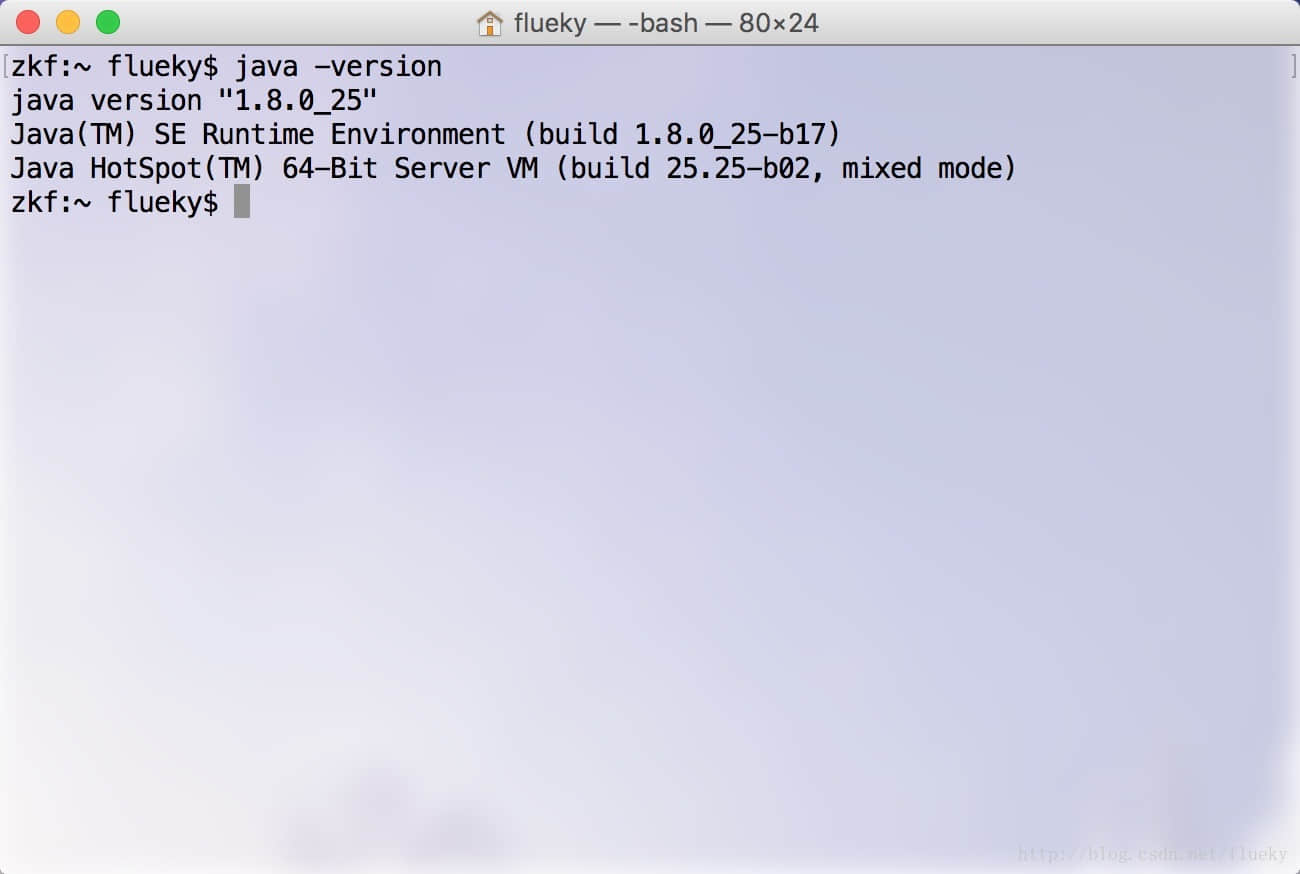 flueky — -bash — 80×24
[zkf:~ flueky$ java -version]
java version "1.8.0_25"
Java(TM) SE Runtime Environment (build 1.8.0_25-b17)
Java HotSpot(TM) 64-Bit Server VM (build 25.25-b02, mixed mode)
zkf:~ flueky$
http://blog.csdn.net/flueky